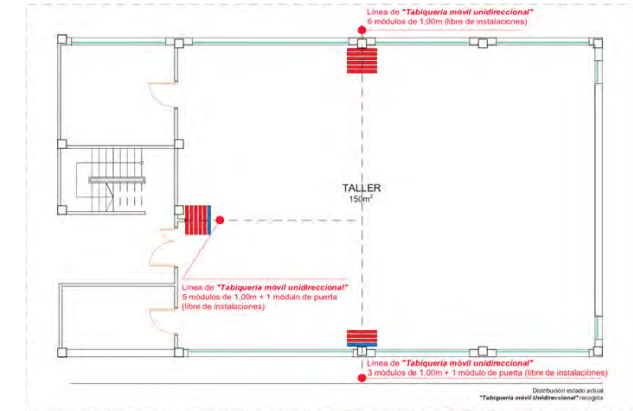 Línea de "Tabiquería móvil unidireccional"
6 módulos de 1,00m (libre de instalaciones)
TALLER
150m²
Línea de "Tabiquería móvil unidireccional"
5 módulos de 1,00m + 1 módulo de puerta
(libre de instalaciones)
Línea de "Tabiquería móvil unidireccional"
3 módulos de 1,00m + 1 módulo de puerta (libre de instalaciones)
Distribución estado actual
"Tabiquería móvil Unidireccional" recogida